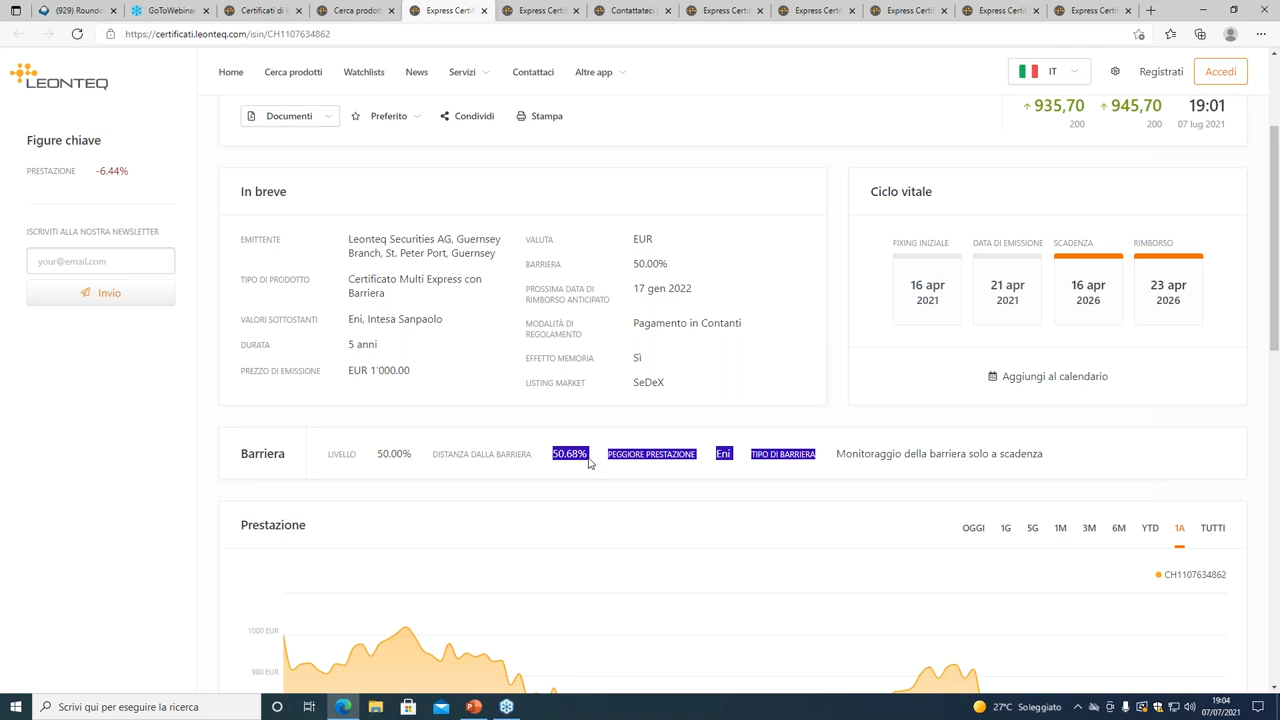 (929) Roundc
GoToWebinar
Certificati di i
Cerca prodotti
Express Certifi
Express Certifi
Contattateci
Express Certifi
Express Certifi
Express Certifi
Express Certifi
https://certificati.leonteq.com/isin/CH1107634862
LEONTEQ
Home
Cerca prodotti
Watchlists
News
Servizi
Contattaci
Altre app
IT
Registrati
Accedi
Documenti
Preferito
Condividi
Stampa
935,70
200
945,70
200
19:01
07 lug 2021
Figure chiave
PRESTAZIONE -6.44%
ISCRIVITI ALLA NOSTRA NEWSLETTER
your@email.com
Invio
In breve
EMITTENTE
Leonteq Securities AG, Guernsey
Branch, St. Peter Port, Guernsey
TIPO DI PRODOTTO
Certificato Multi Express con
Barriera
VALORI SOTTOSTANTI
Eni, Intesa Sanpaolo
DURATA
5 anni
PREZZO DI EMISSIONE
EUR 1'000.00
VALUTA
EUR
BARRIERA
50.00%
PROSSIMA DATA DI
RIMBORSO ANTICIPATO
17 gen 2022
MODALITÀ DI
REGOLAMENTO
Pagamento in Contanti
EFFETTO MEMORIA
Sì
LISTING MARKET
SeDeX
Ciclo vitale
FIXING INIZIALE
16 apr
2021
DATA DI EMISSIONE
21 apr
2021
SCADENZA
16 apr
2026
RIMBORSO
23 apr
2026
Aggiungi al calendario
Barriera
LIVELLO 50.00%
DISTANZA DALLA BARRIERA 50.68%
PEGGIORE PRESTAZIONE Eni
TIPO DI BARRIERA Monitoraggio della barriera solo a scadenza
Prestazione
OGGI 1G 5G 1M 3M 6M YTD 1A TUTTI
CH1107634862
1000 EUR
980 EUR
Scrivi qui per eseguire la ricerca
27°C Soleggiato
19:04
07/07/2021